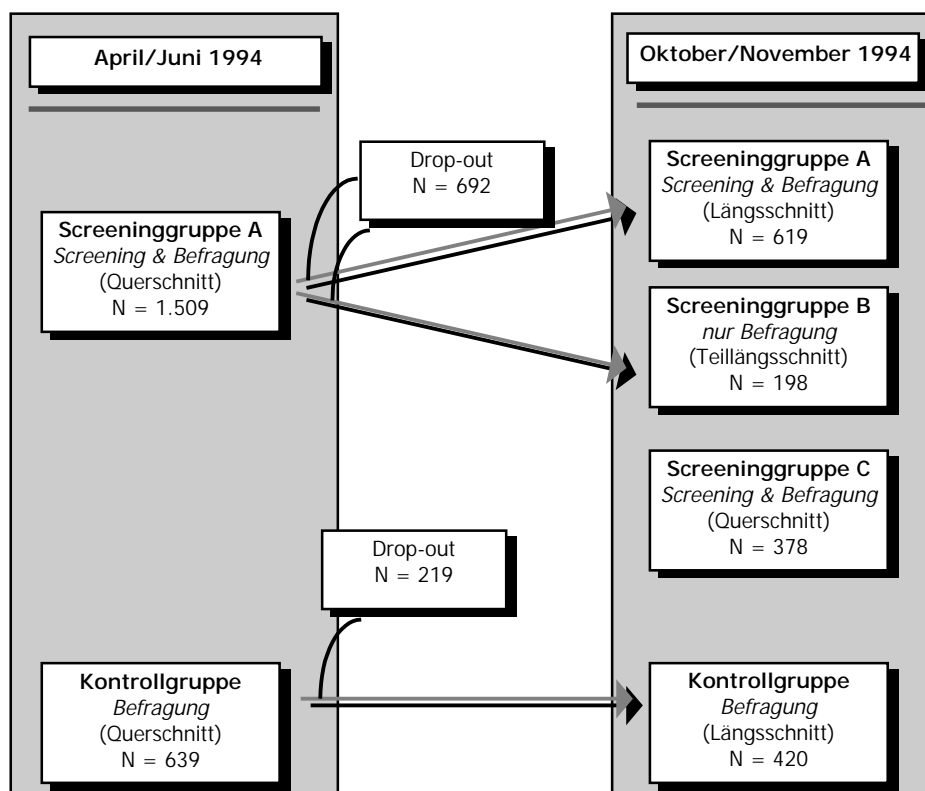 April/Juni 1994
Oktober/November 1994
Drop-out
N = 692
Screeninggruppe A
Screening & Befragung
(Querschnitt)
N = 1.509
Screeninggruppe A
Screening & Befragung
(Längsschnitt)
N = 619
Screeninggruppe B
nur Befragung
(Teillängsschnitt)
N = 198
Screeninggruppe C
Screening & Befragung
(Querschnitt)
N = 378
Drop-out
N = 219
Kontrollgruppe
Befragung
(Querschnitt)
N = 639
Kontrollgruppe
Befragung
(Längsschnitt)
N = 420